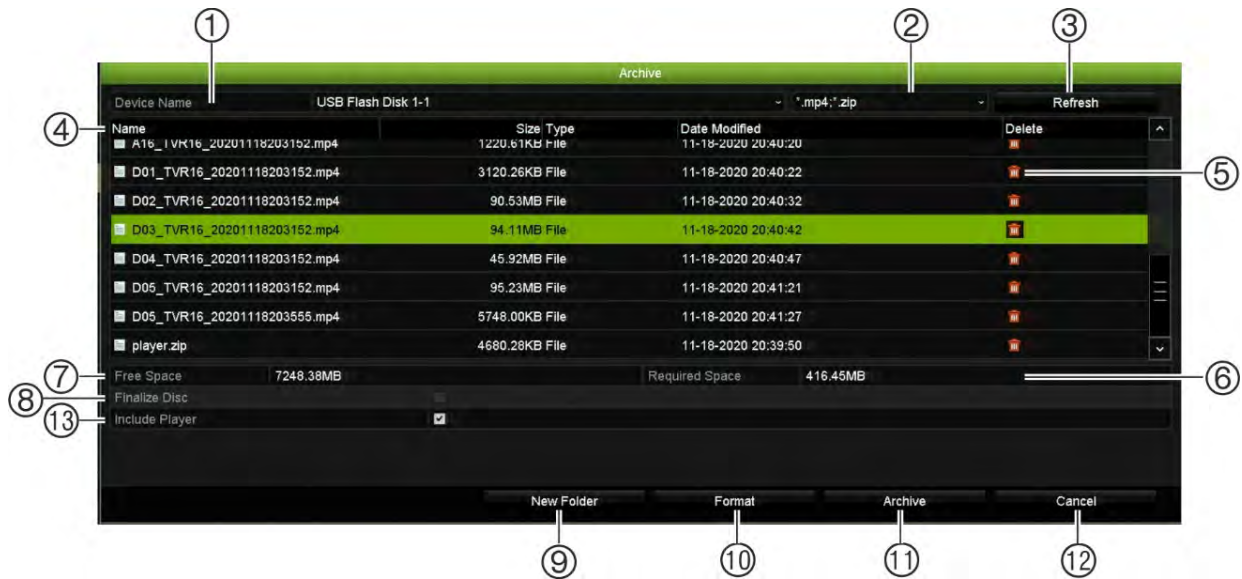 ① ② ③
Archive
Device Name USB Flash Disk 1-1 *.mp4;*.zip Refresh
④ Name Size Type Date Modified Delete
A16_TVR16_20201118203152.mp4 1220.61KB File 11-18-2020 20:40:20
D01_TVR16_20201118203152.mp4 3120.26KB File 11-18-2020 20:40:22 ⑤
D02_TVR16_20201118203152.mp4 90.53MB File 11-18-2020 20:40:32
D03_TVR16_20201118203152.mp4 94.11MB File 11-18-2020 20:40:42
D04_TVR16_20201118203152.mp4 45.92MB File 11-18-2020 20:40:47
D05_TVR16_20201118203152.mp4 95.23MB File 11-18-2020 20:41:21
D05_TVR16_20201118203555.mp4 5748.00KB File 11-18-2020 20:41:27
player.zip 4680.28KB File 11-18-2020 20:39:50
⑦ Free Space 7248.38MB Required Space 416.45MB ⑥
⑧ Finalize Disc
⑬ Include Player
New Folder Format Archive Cancel
⑨ ⑩ ⑪ ⑫